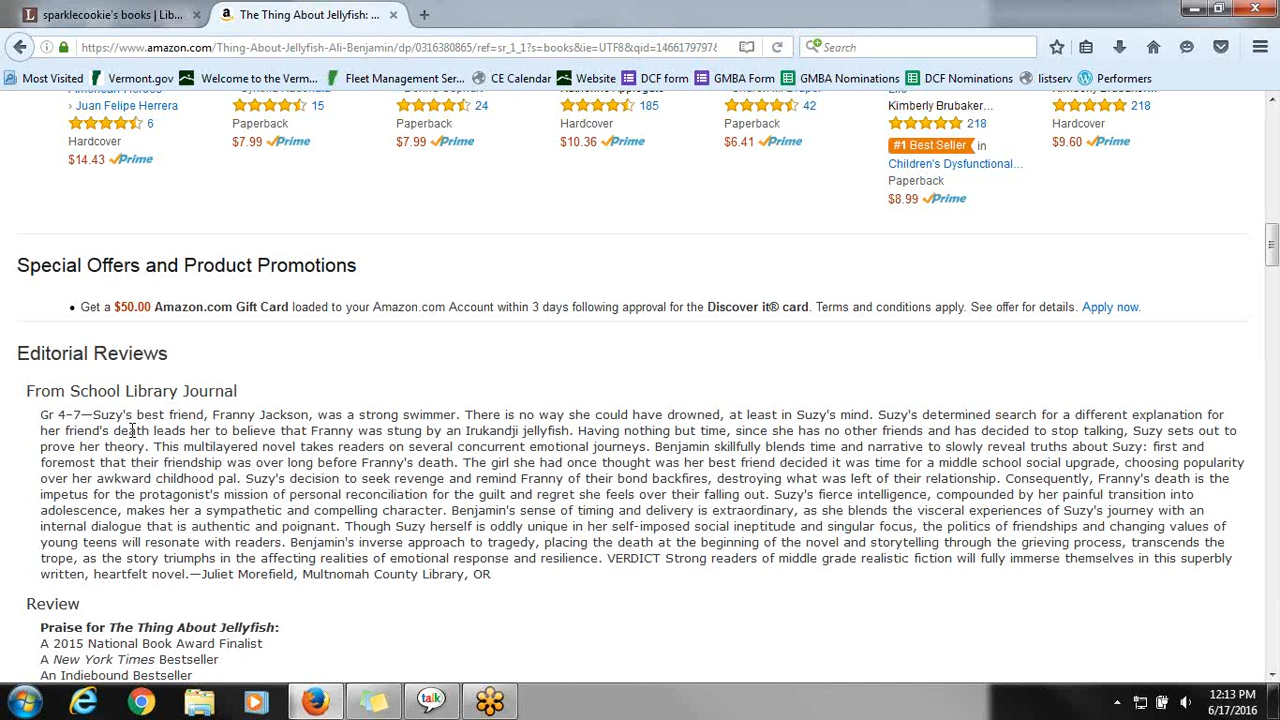 sparklecookie's books | Lib...
The Thing About Jellyfish: ...
https://www.amazon.com/Thing-About-Jellyfish-Ali-Benjamin/dp/0316380865/ref=sr_1_1?s=books&ie=UTF8&qid=1466179797&
Search
Most Visited Vermont.gov Welcome to the Verm... Fleet Management Ser... CE Calendar Website DCF form GMBA Form GMBA Nominations DCF Nominations listserv Performers
› Juan Felipe Herrera
6
Hardcover
$14.43 Prime
15
Paperback
$7.99 Prime
24
Paperback
$7.99 Prime
185
Hardcover
$10.36 Prime
42
Paperback
$6.41 Prime
Kimberly Brubaker...
218
#1 Best Seller in
Children's Dysfunctional...
Paperback
$8.99 Prime
218
Hardcover
$9.60 Prime
Special Offers and Product Promotions
• Get a $50.00 Amazon.com Gift Card loaded to your Amazon.com Account within 3 days following approval for the Discover it® card. Terms and conditions apply. See offer for details. Apply now.
Editorial Reviews
From School Library Journal
Gr 4–7—Suzy's best friend, Franny Jackson, was a strong swimmer. There is no way she could have drowned, at least in Suzy's mind. Suzy's determined search for a different explanation for
her friend's death leads her to believe that Franny was stung by an Irukandji jellyfish. Having nothing but time, since she has no other friends and has decided to stop talking, Suzy sets out to
prove her theory. This multilayered novel takes readers on several concurrent emotional journeys. Benjamin skillfully blends time and narrative to slowly reveal truths about Suzy: first and
foremost that their friendship was over long before Franny's death. The girl she had once thought was her best friend decided it was time for a middle school social upgrade, choosing popularity
over her awkward childhood pal. Suzy's decision to seek revenge and remind Franny of their bond backfires, destroying what was left of their relationship. Consequently, Franny's death is the
impetus for the protagonist's mission of personal reconciliation for the guilt and regret she feels over their falling out. Suzy's fierce intelligence, compounded by her painful transition into
adolescence, makes her a sympathetic and compelling character. Benjamin's sense of timing and delivery is extraordinary, as she blends the visceral experiences of Suzy's journey with an
internal dialogue that is authentic and poignant. Though Suzy herself is oddly unique in her self-imposed social ineptitude and singular focus, the politics of friendships and changing values of
young teens will resonate with readers. Benjamin's inverse approach to tragedy, placing the death at the beginning of the novel and storytelling through the grieving process, transcends the
trope, as the story triumphs in the affecting realities of emotional response and resilience. VERDICT Strong readers of middle grade realistic fiction will fully immerse themselves in this superbly
written, heartfelt novel.—Juliet Morefield, Multnomah County Library, OR
Review
Praise for The Thing About Jellyfish:
A 2015 National Book Award Finalist
A New York Times Bestseller
An Indiebound Bestseller
talk
12:13 PM
6/17/2016